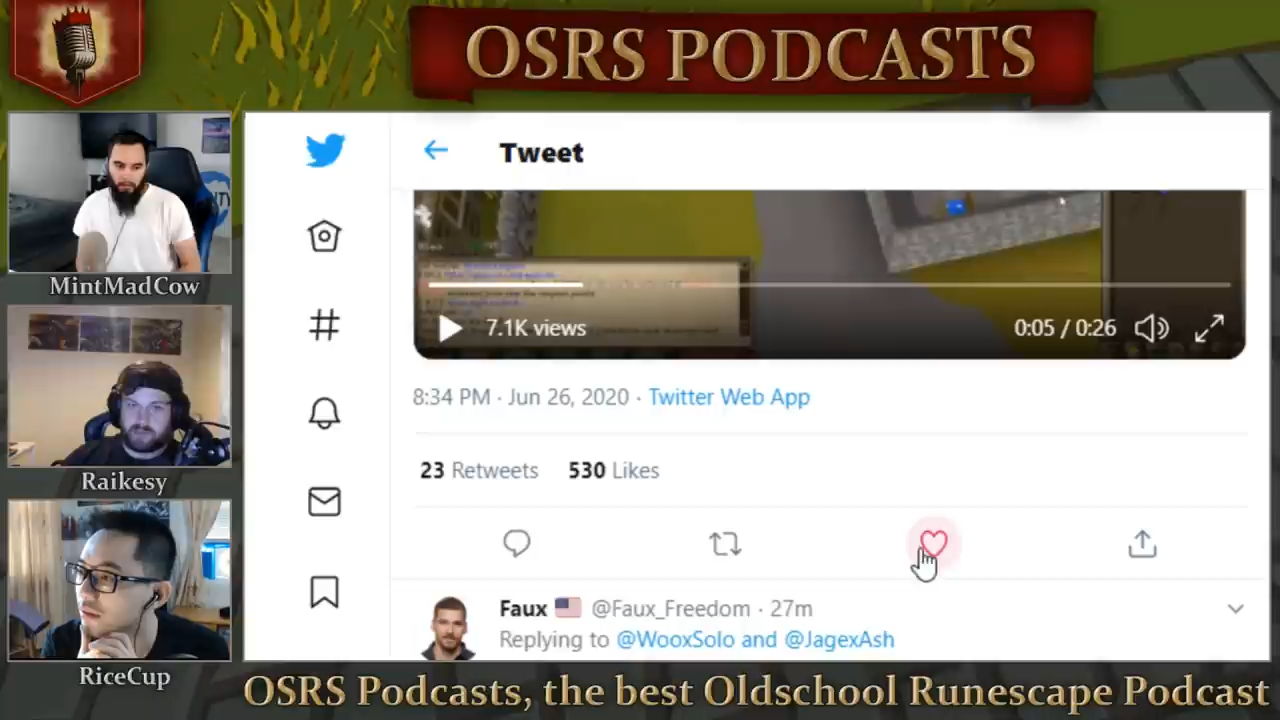 OSRS PODCASTS
MintMadCow
Raikesy
RiceCup
Tweet
7.1K views
0:05 / 0:26
8:34 PM · Jun 26, 2020 · Twitter Web App
23 Retweets 530 Likes
Faux @Faux_Freedom · 27m
Replying to @WooxSolo and @JagexAsh
OSRS Podcasts, the best Oldschool Runescape Podcast